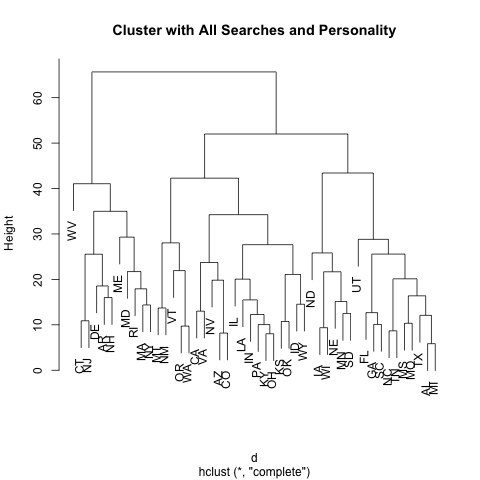 Cluster with All Searches and Personality
Height
0 10 20 30 40 50 60
WV
CT
NJ
DE
NH
ME
MD
RI
MA
MT
NM
VT
OR
WA
CA
VA
NV
AZ
CO
IL
LA
IN
PA
KY
OH
KS
OK
ID
WY
ND
IA
WI
NE
MN
SD
UT
FL
GA
SC
NC
TN
MS
MO
TX
AL
MI
d
hclust (*, "complete")